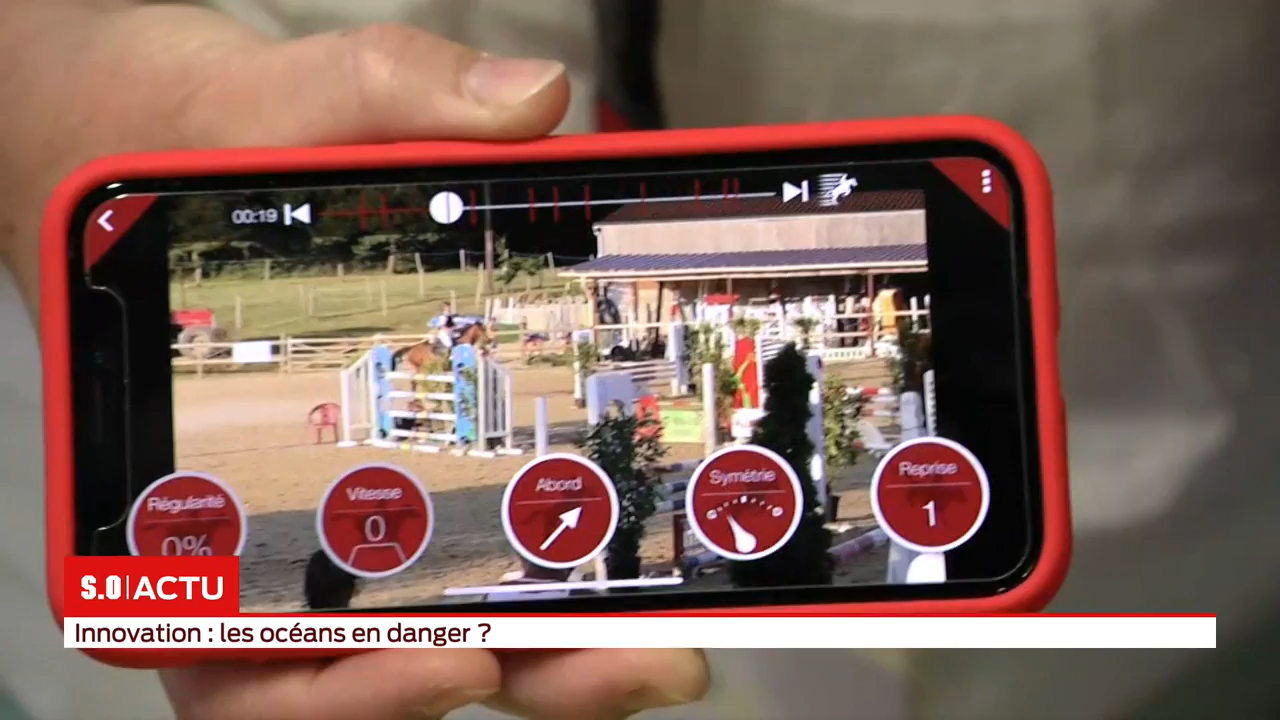 00:19
Régularité
0%
Vitesse
0
Abord
Symétrie
G
D
Reprise
1
S.O ACTU
Innovation : les océans en danger ?